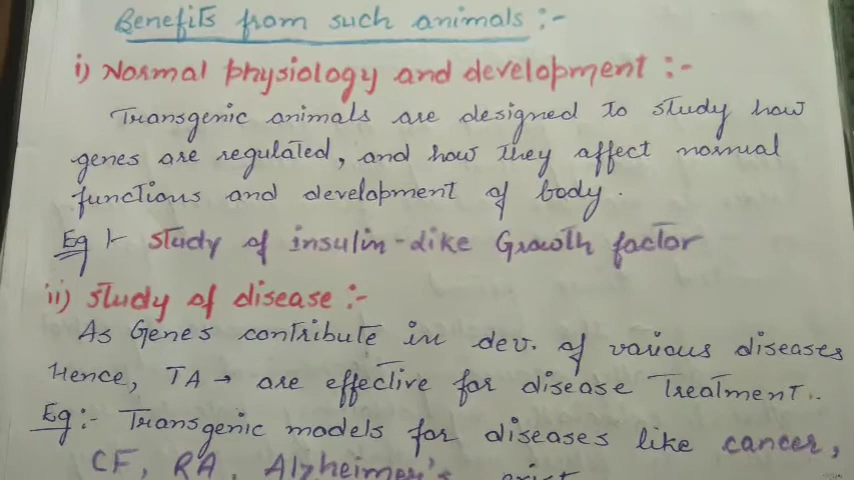 Benefits from such animals :-
i) Normal physiology and development :-
Transgenic animals are designed to study how
genes are regulated, and how they affect normal
functions and development of body.
Eg :- study of insulin-like Growth factor
ii) study of disease :-
As Genes contribute in dev. of various diseases
Hence, TA → are effective for disease Treatment..
Eg:- Transgenic models for diseases like cancer,
CF, RA, Alzheimer's exist